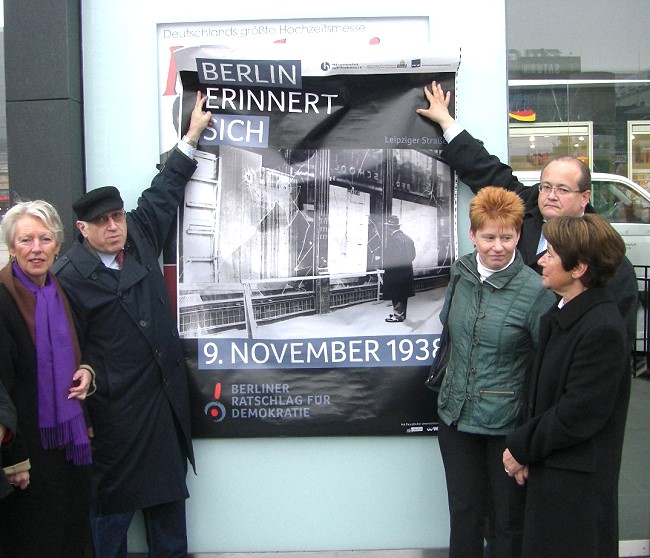 Deutschlands größte Hochzeitsmesse
BERLIN
ERINNERT
SICH
Leipziger Straße
9. NOVEMBER 1938
BERLINER
RATSCHLAG FÜR
DEMOKRATIE